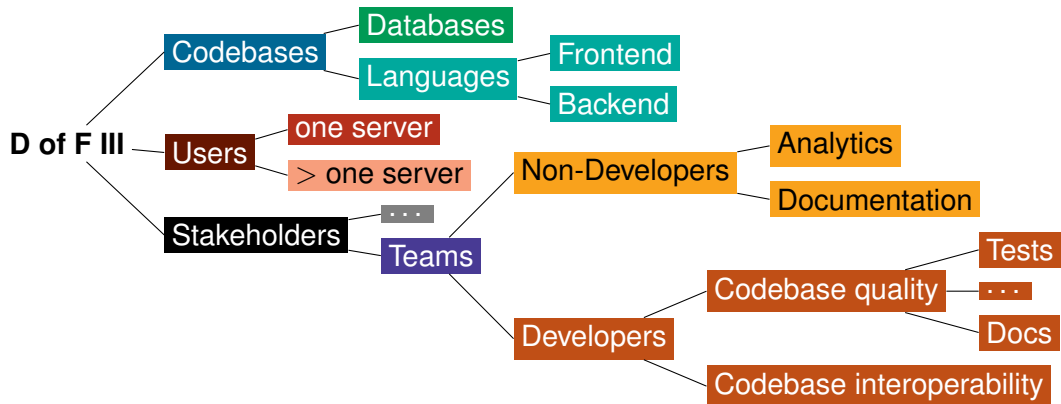 D of F III
Codebases
Databases
Languages
Frontend
Backend
Users
one server
> one server
Stakeholders
...
Teams
Non-Developers
Analytics
Documentation
Developers
Codebase quality
Tests
...
Docs
Codebase interoperability